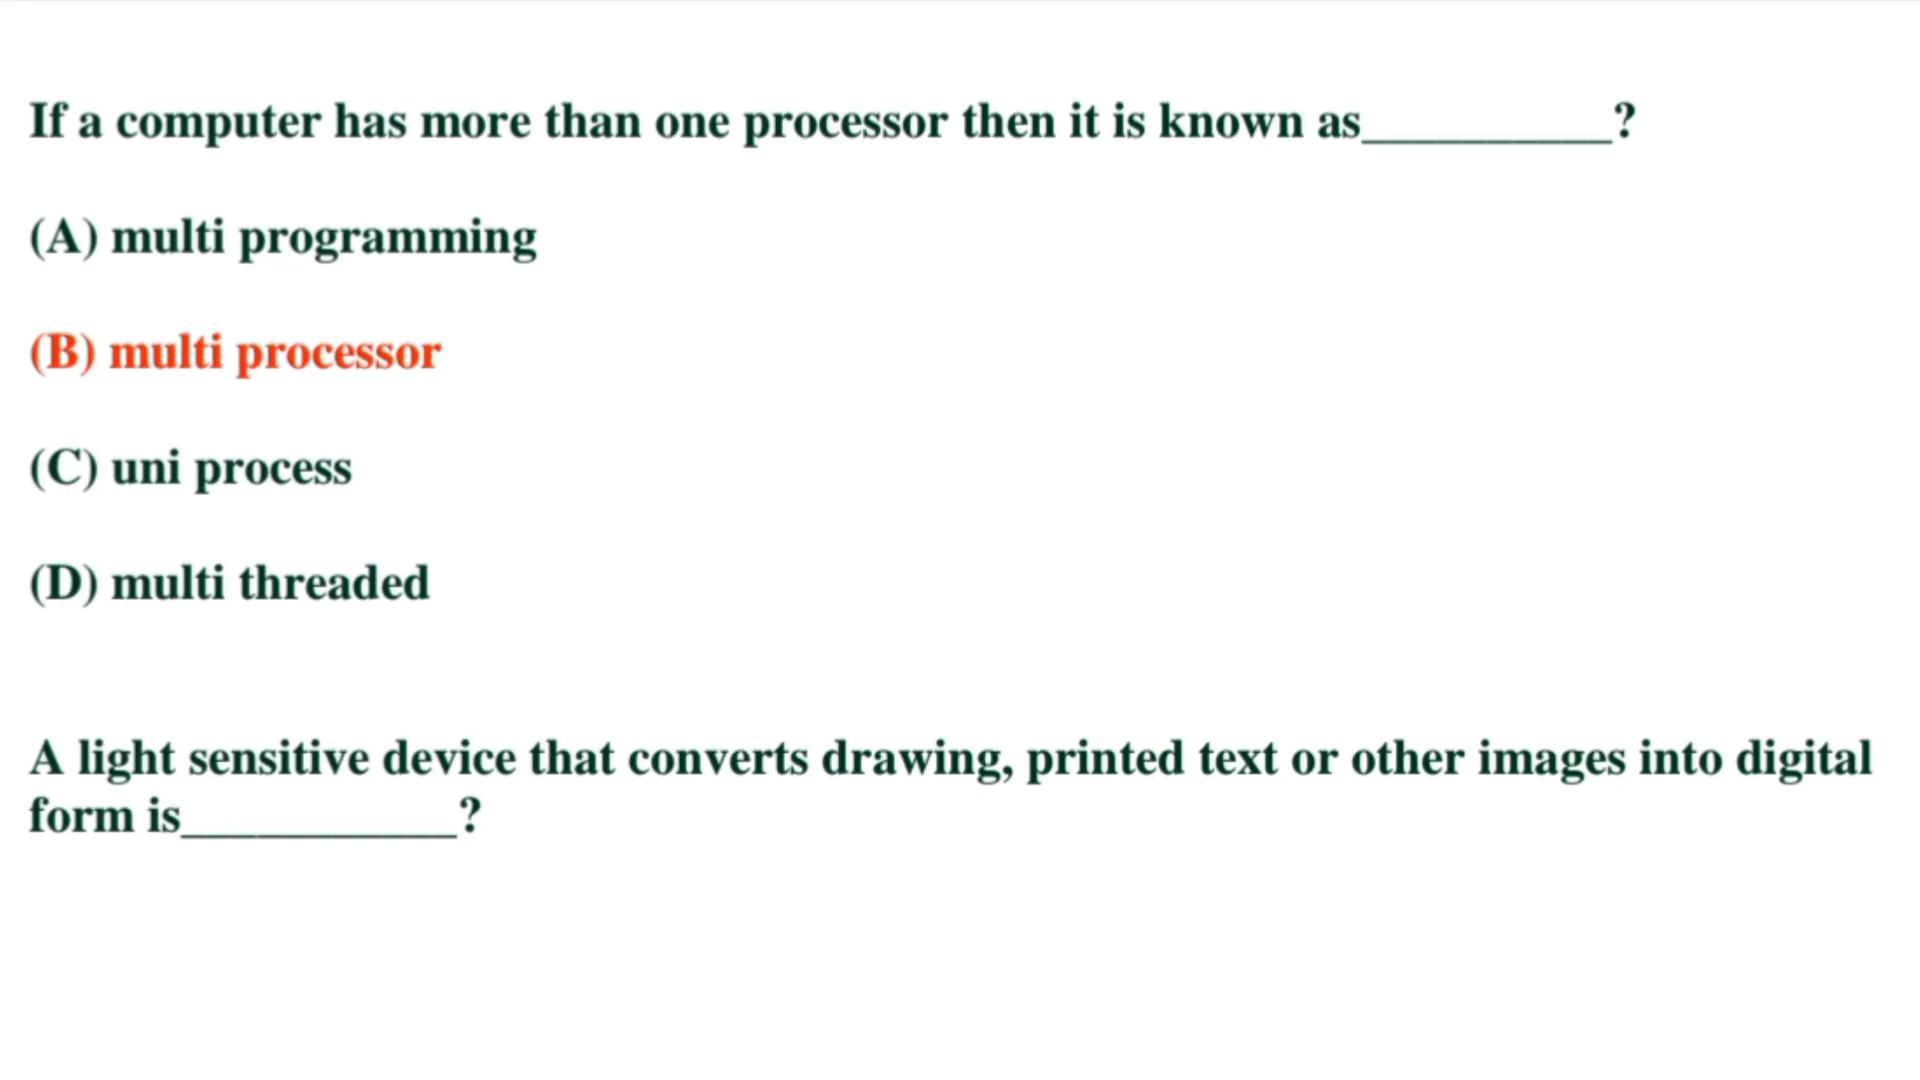 If a computer has more than one processor then it is known as__________?
(A) multi programming
(B) multi processor
(C) uni process
(D) multi threaded
A light sensitive device that converts drawing, printed text or other images into digital
form is___________?